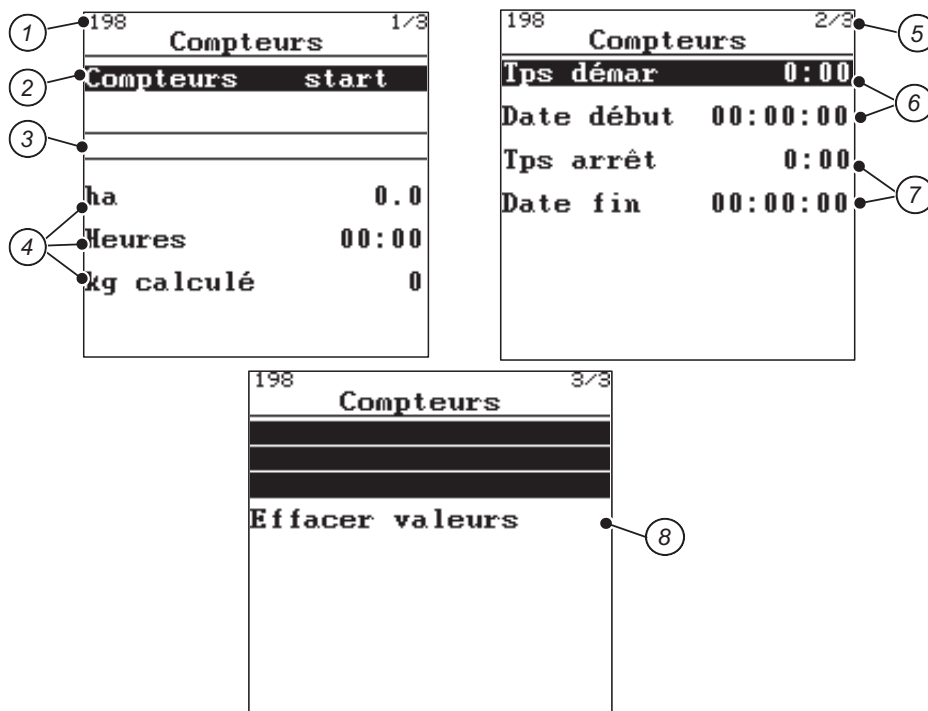 1
198 1/3
Compteurs
2
Compteurs start
3
4
ha 0.0
Heures 00:00
kg calculé 0
198 2/3
5
Compteurs
Tps démar 0:00
6
Date début 00:00:00
Tps arrêt 0:00
7
Date fin 00:00:00
198 3/3
Compteurs
Effacer valeurs
8